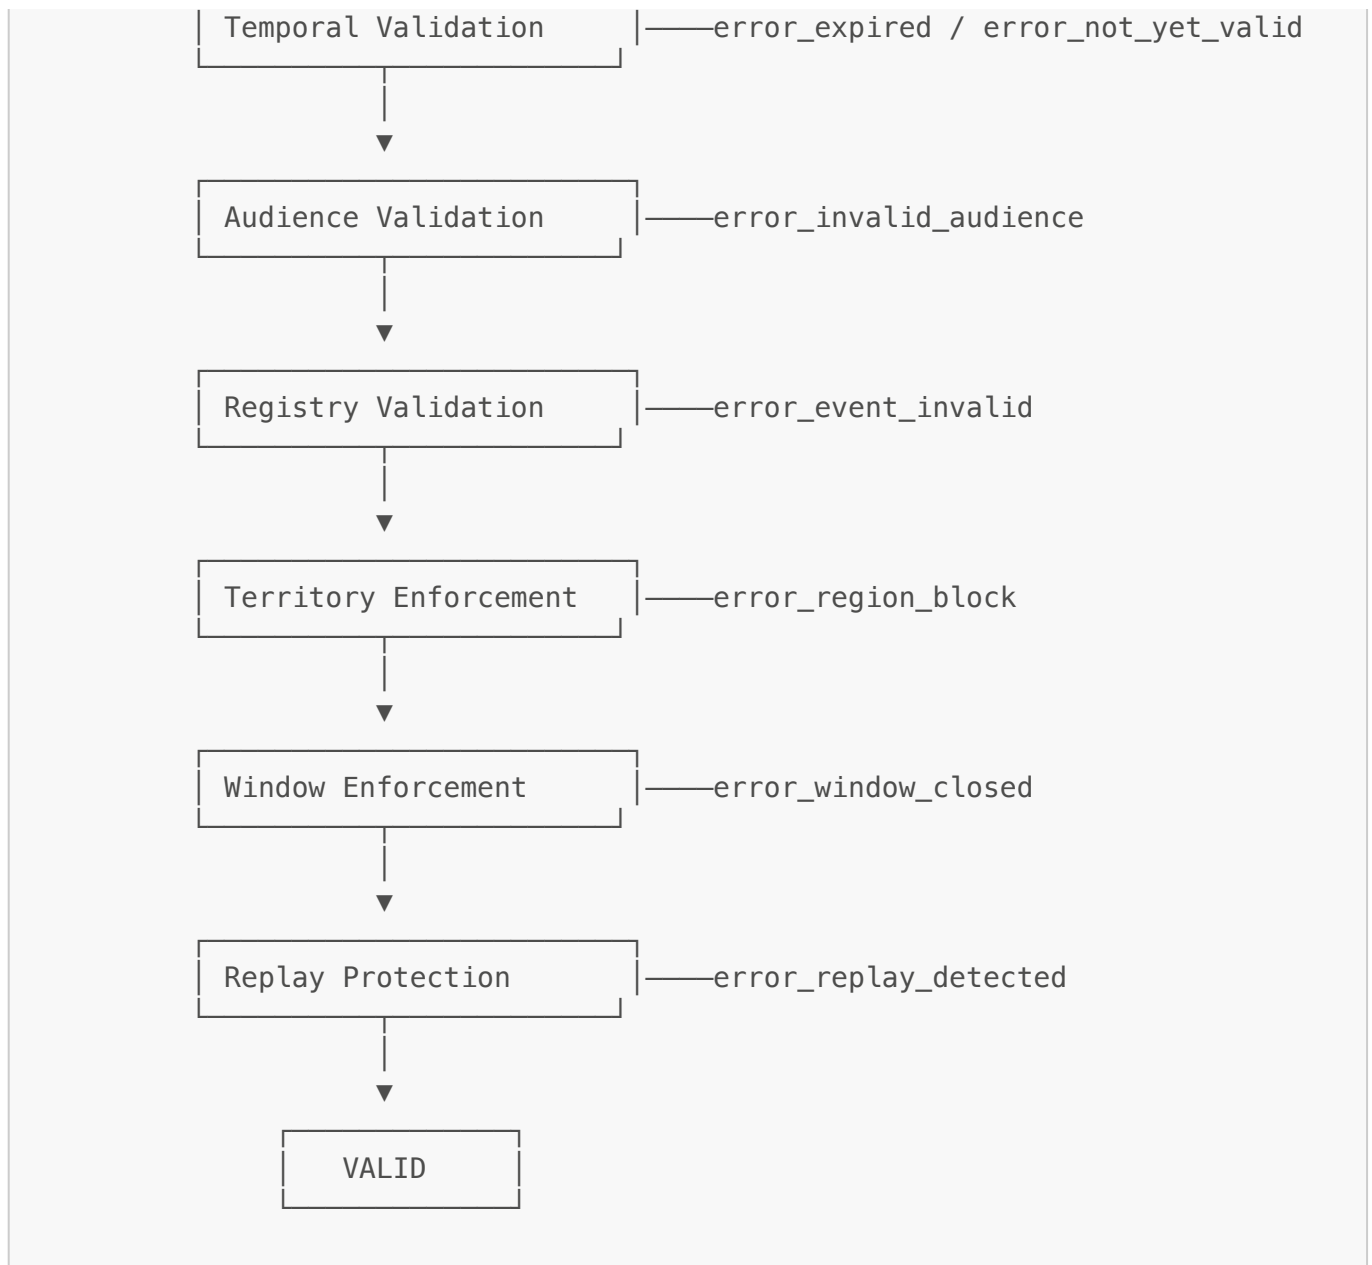 Temporal Validation error_expired / error_not_yet_valid
Audience Validation error_invalid_audience
Registry Validation error_event_invalid
Territory Enforcement error_region_block
Window Enforcement error_window_closed
Replay Protection error_replay_detected
VALID